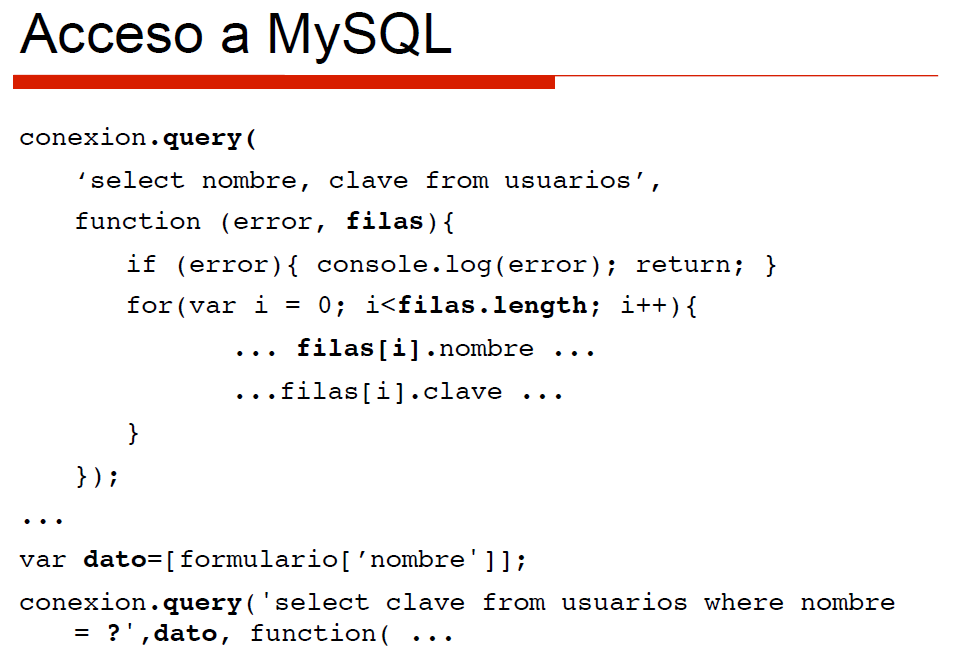 Acceso a MySQL
conexion.query(
‘select nombre, clave from usuarios’,
function (error, filas){
if (error){ console.log(error); return; }
for(var i = 0; i<filas.length; i++){
... filas[i].nombre ...
...filas[i].clave ...
}
});
...
var dato=[formulario[’nombre']];
conexion.query('select clave from usuarios where nombre
= ?',dato, function( ...